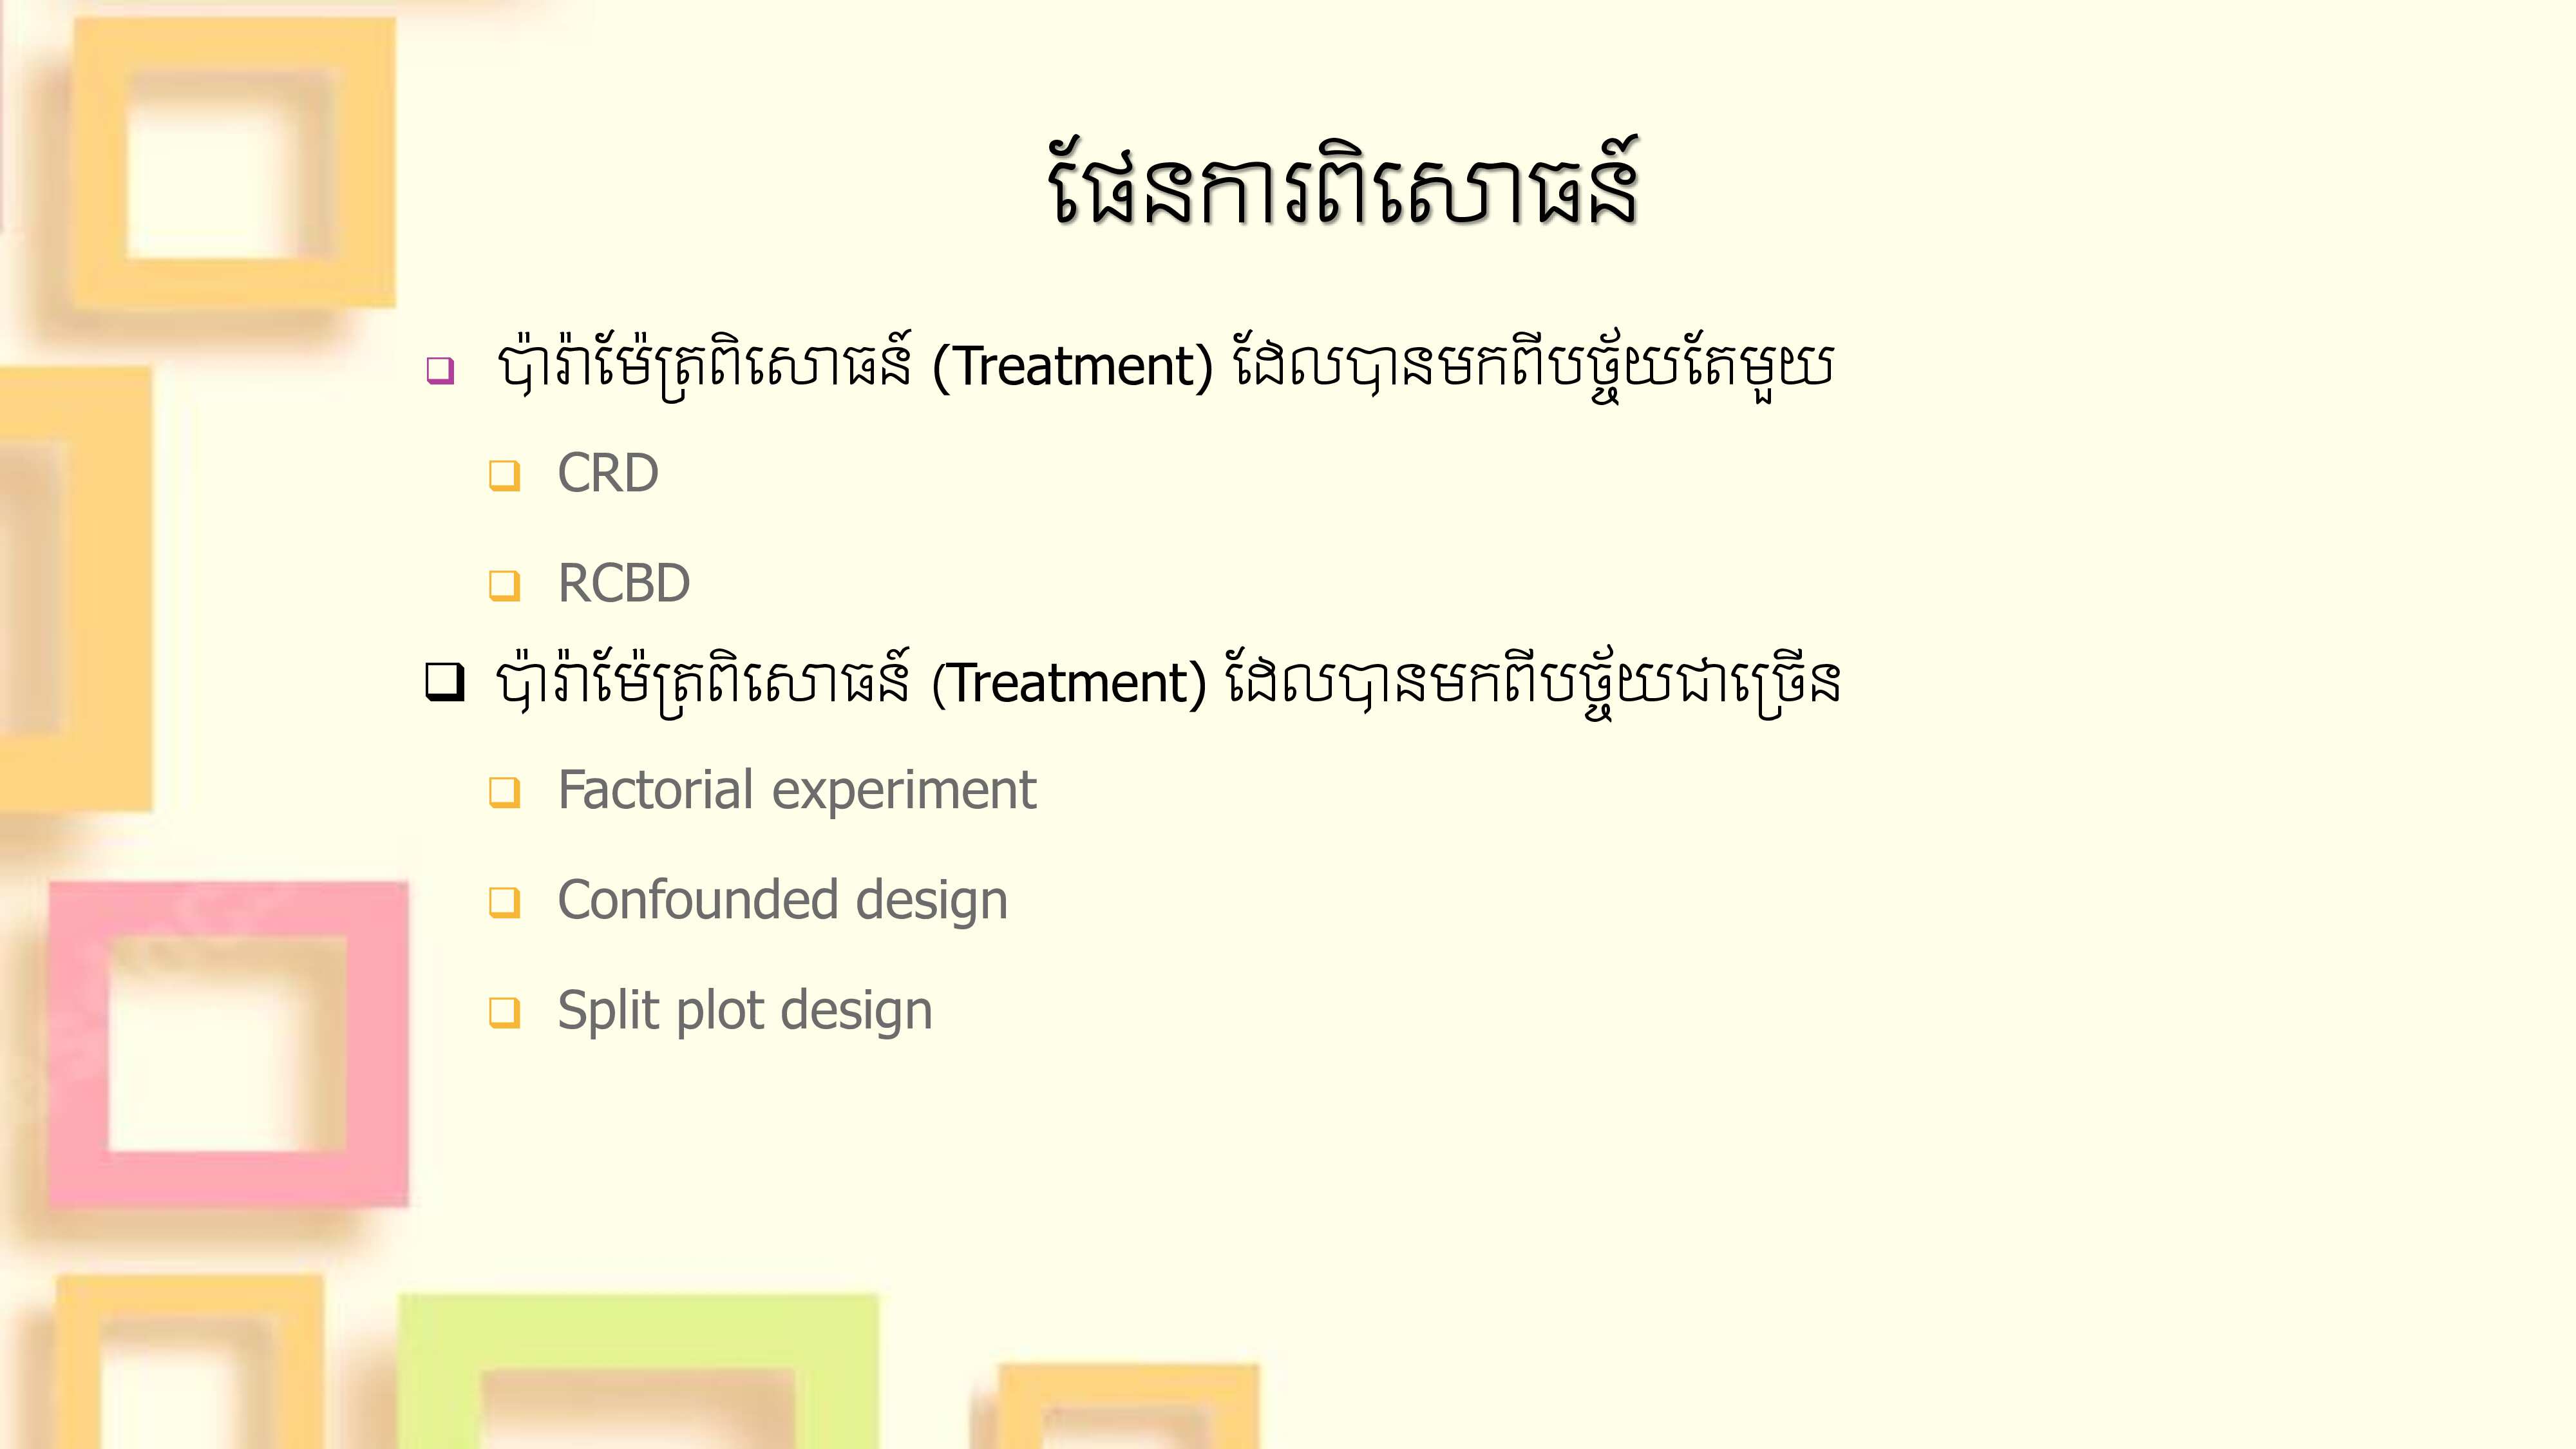 ផែនការពិសោធន៍
ប៉ារ៉ាម៉ែត្រពិសោធន៍ (Treatment) ដែលបានមកពីបច្ច័យតែមួយ
CRD
RCBD
ប៉ារ៉ាម៉ែត្រពិសោធន៍ (Treatment) ដែលបានមកពីបច្ច័យជាច្រើន
Factorial experiment
Confounded design
Split plot design